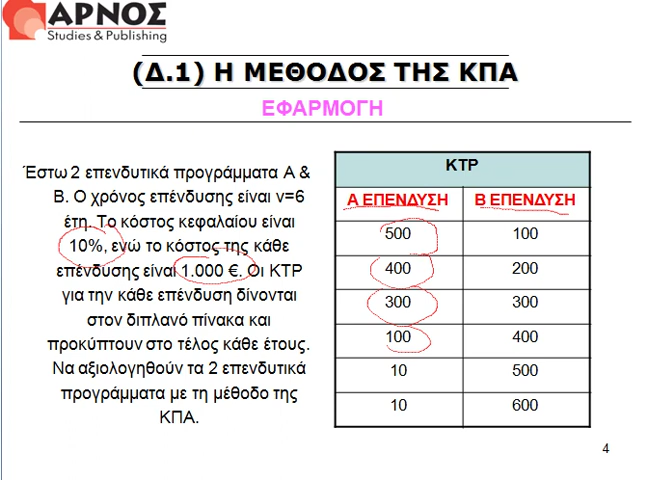 ΑΡΝΟΣ
Studies & Publishing
(Δ.1) Η ΜΕΘΟΔΟΣ ΤΗΣ ΚΠΑ
ΕΦΑΡΜΟΓΗ
Έστω 2 επενδυτικά προγράμματα Α &
Β. Ο χρόνος επένδυσης είναι ν=6
έτη. Το κόστος κεφαλαίου είναι
10%, ενώ το κόστος της κάθε
επένδυσης είναι 1.000 €. Οι ΚΤΡ
για την κάθε επένδυση δίνονται
στον διπλανό πίνακα και
προκύπτουν στο τέλος κάθε έτους.
Να αξιολογηθούν τα 2 επενδυτικά
προγράμματα με τη μέθοδο της
ΚΠΑ.
ΚΤΡ
Α ΕΠΕΝΔΥΣΗ Β ΕΠΕΝΔΥΣΗ
500 100
400 200
300 300
100 400
10 500
10 600
4